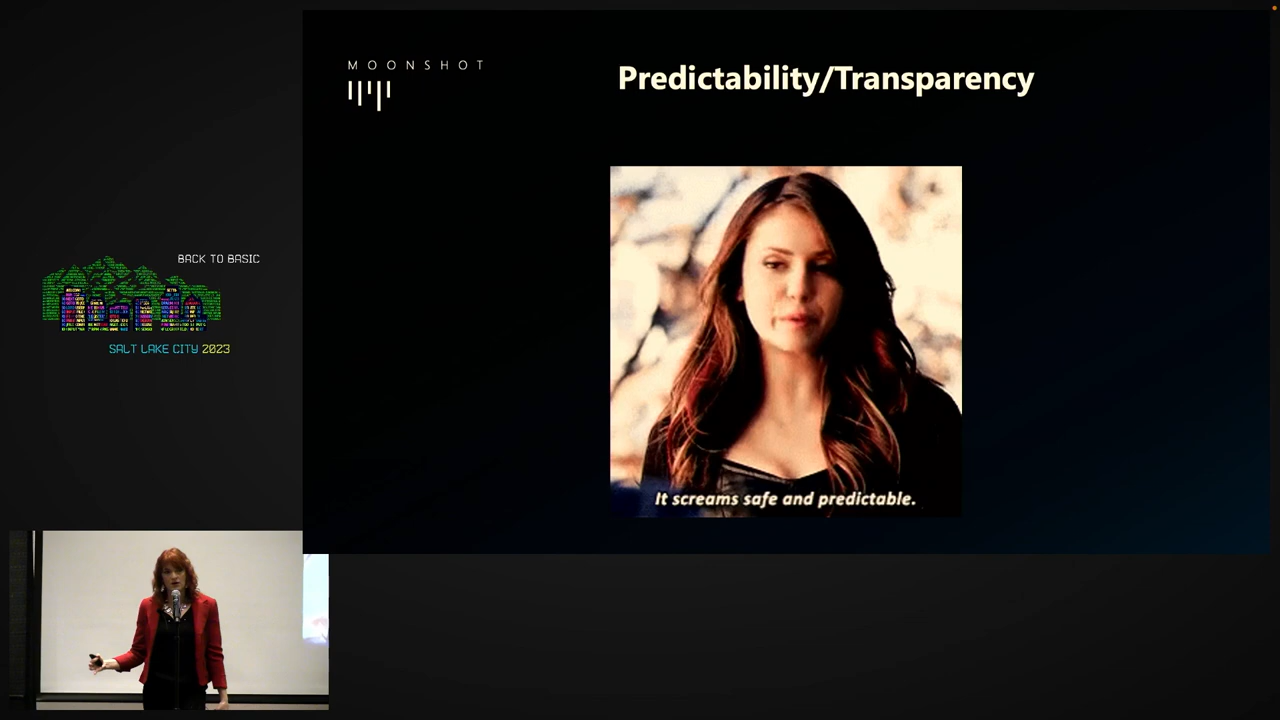 MOONSHOT
Predictability/Transparency
It screams safe and predictable.
BACK TO BASIC
SALT LAKE CITY 2023